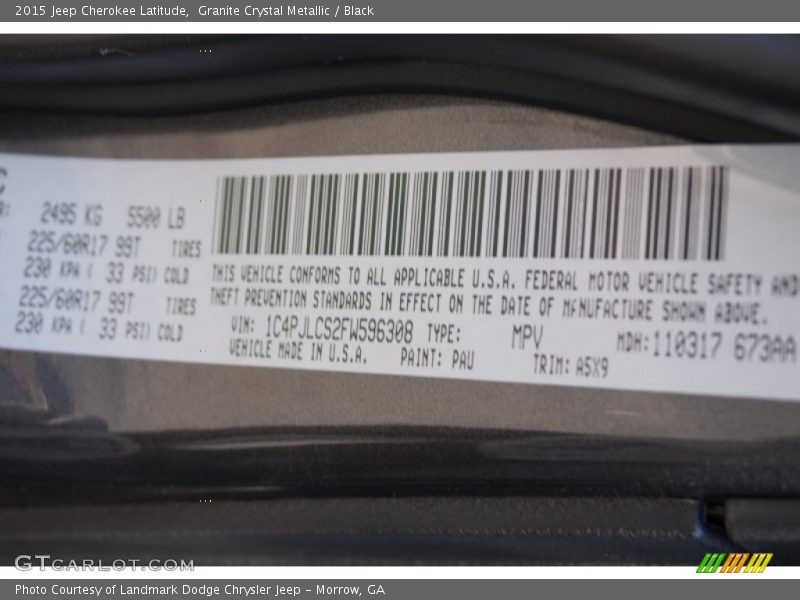 2015 Jeep Cherokee Latitude,  Granite Crystal Metallic / Black
C
2495 KG 5500 LB
225/60R17 99T TIRES
230 KPA ( 33 PSI) COLD
225/60R17 99T TIRES
230 KPA ( 33 PSI) COLD
THIS VEHICLE CONFORMS TO ALL APPLICABLE U.S.A. FEDERAL MOTOR VEHICLE SAFETY AND
THEFT PREVENTION STANDARDS IN EFFECT ON THE DATE OF MFNUFACTURE SHOWN ABOVE.
VIN: 1C4PJLCS2FW596308 TYPE: MPV MDH:110317 673AA
VEHICLE MADE IN U.S.A. PAINT: PAU TRIM: A5X9
GTCARLOT.COM
Photo Courtesy of Landmark Dodge Chrysler Jeep – Morrow, GA